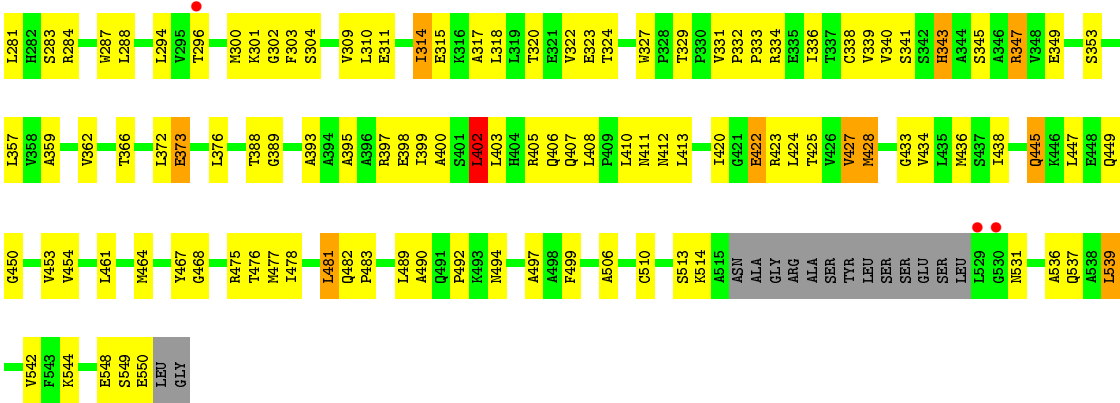 L281 H282 S283 R284 W287 L288 L294 V295 T296 M300 K301 G302 F303 S304 V309 L310 E311 I314 E315 K316 A317 L318 L319 T320 E321 V322 E323 T324 W327 P328 T329 P330 V331 P332 P333 R334 E335 I336 T337 C338 V339 V340 S341 S342 H343 A344 S345 A346 R347 V348 E349 S353
L357 V358 A359 V362 T366 L372 E373 L376 T388 G389 A393 A394 A395 A396 R397 E398 I399 A400 S401 L402 L403 H404 R405 Q406 Q407 L408 P409 L410 N411 N412 L413 I420 G421 E422 R423 L424 T425 V426 V427 M428 G433 V434 L435 M436 S437 T438 Q445 K446 L447 E448 Q449
G450 V453 V454 L461 M464 Y467 G468 R475 T476 M477 I478 L481 Q482 P483 L489 A490 Q491 P492 K493 N494 A497 A498 F499 A506 C510 S513 K514 A515 ASN ALA GLY ARG ALA SER TYR LEU SER SER GLU SER LEU L529 G530 N531 A536 Q537 A538 L539
V542 F543 K544 E548 S549 E550 LEU GLY